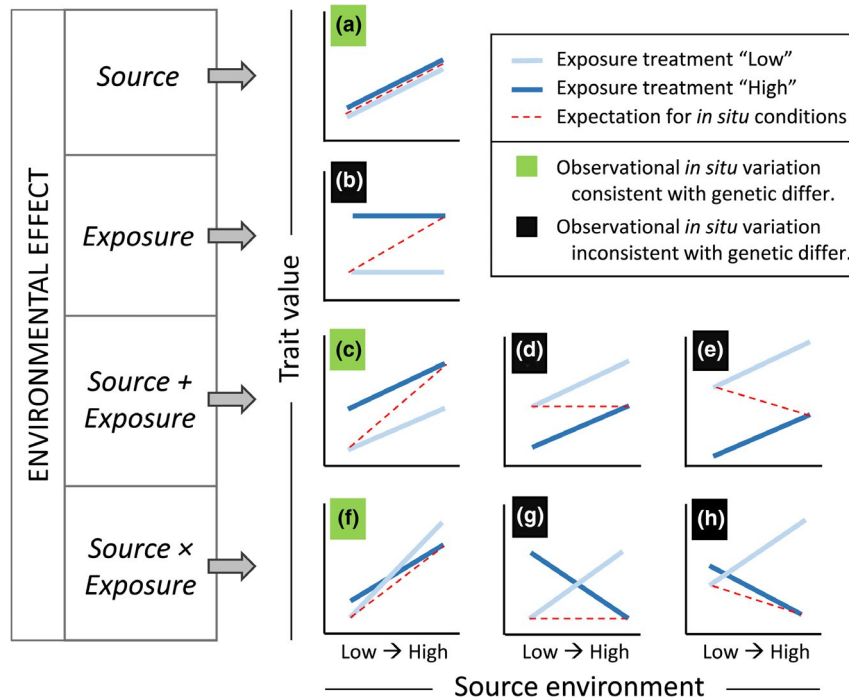 ENVIRONMENTAL EFFECT
Source
Exposure
Source +
Exposure
Source ×
Exposure
Trait value
(a)
(b)
(c)
(d)
(e)
(f)
(g)
(h)
Exposure treatment “Low”
Exposure treatment “High”
Expectation for in situ conditions
Observational in situ variation
consistent with genetic differ.
Observational in situ variation
inconsistent with genetic differ.
Low → High
Low → High
Low → High
Source environment